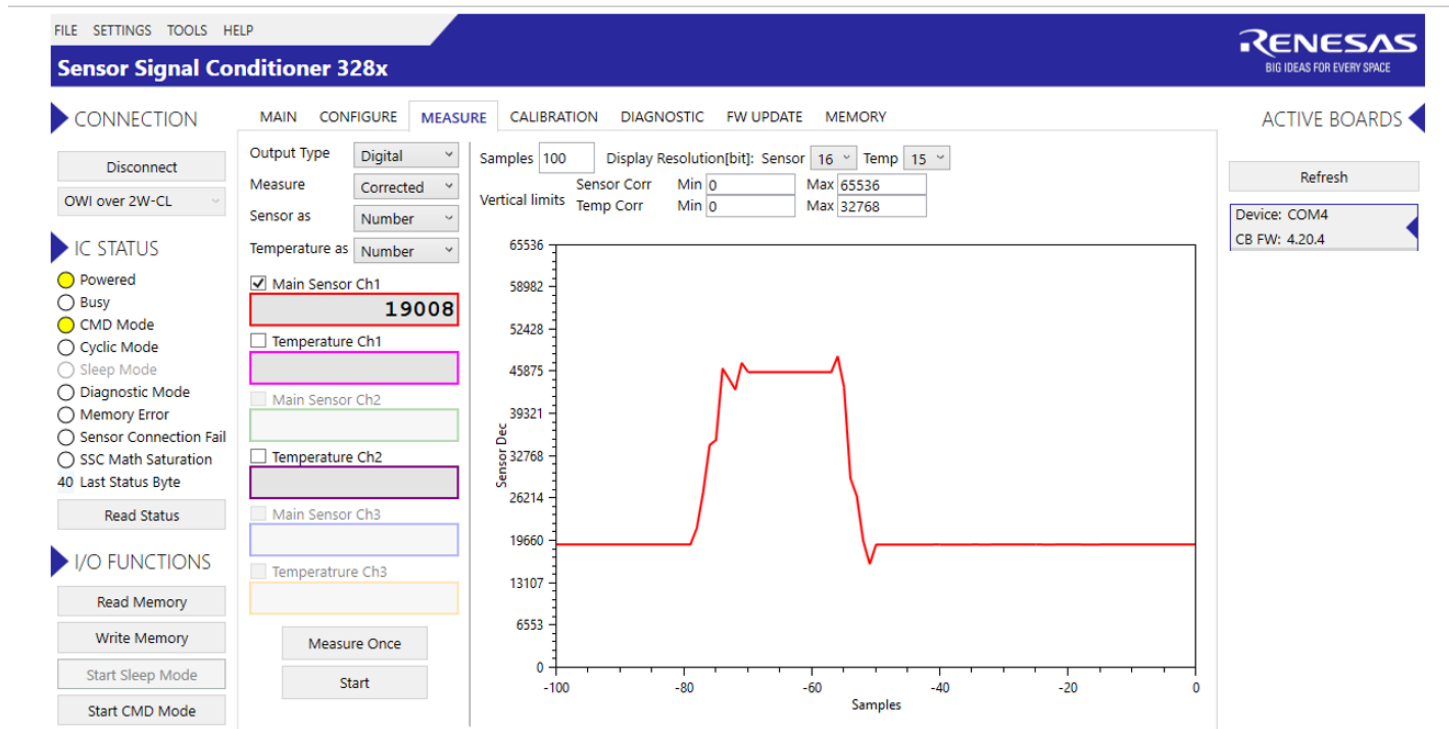 FILE SETTINGS TOOLS HELP
Sensor Signal Conditioner 328x
RENESAS
BIG IDEAS FOR EVERY SPACE
CONNECTION
Disconnect
OWI over 2W-CL
IC STATUS
Powered
Busy
CMD Mode
Cyclic Mode
Sleep Mode
Diagnostic Mode
Memory Error
Sensor Connection Fail
SSC Math Saturation
40 Last Status Byte
Read Status
I/O FUNCTIONS
Read Memory
Write Memory
Start Sleep Mode
Start CMD Mode
MAIN CONFIGURE MEASURE CALIBRATION DIAGNOSTIC FW UPDATE MEMORY
Output Type Digital
Measure Corrected
Sensor as Number
Temperature as Number
Main Sensor Ch1
19008
Temperature Ch1
Main Sensor Ch2
Temperature Ch2
Main Sensor Ch3
Temperatrure Ch3
Measure Once
Start
Samples 100 Display Resolution[bit]: Sensor 16 Temp 15
Vertical limits
Sensor Corr Min 0 Max 65536
Temp Corr Min 0 Max 32768
65536
58982
52428
45875
39321
32768
26214
19660
13107
6553
0
Sensor Dec
-100 -80 -60 -40 -20 0
Samples
ACTIVE BOARDS
Refresh
Device: COM4
CB FW: 4.20.4